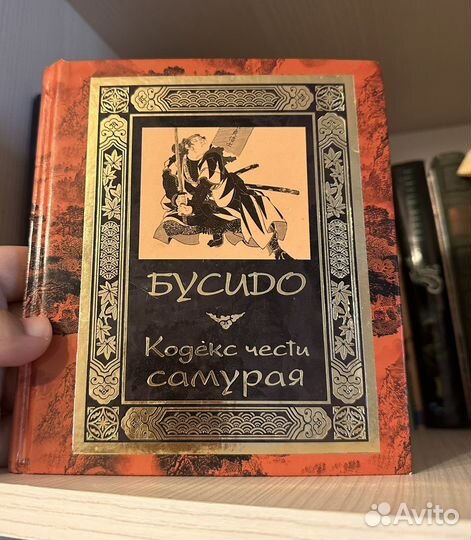 БУСИДО
Кодекс чести
самурая
Avito